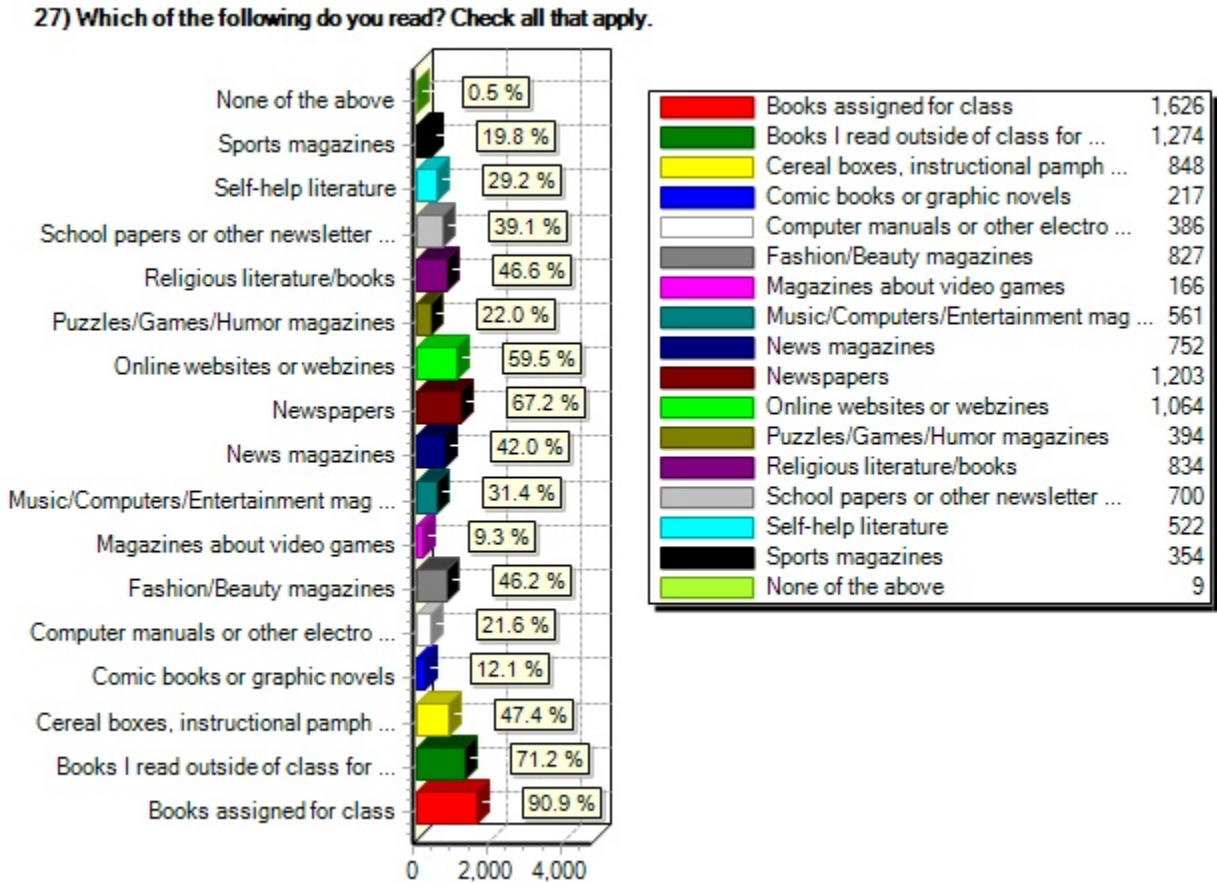 27) Which of the following do you read? Check all that apply.
None of the above 0.5 %
Sports magazines 19.8 %
Self-help literature 29.2 %
School papers or other newsletter ... 39.1 %
Religious literature/books 46.6 %
Puzzles/Games/Humor magazines 22.0 %
Online websites or webzines 59.5 %
Newspapers 67.2 %
News magazines 42.0 %
Music/Computers/Entertainment mag ... 31.4 %
Magazines about video games 9.3 %
Fashion/Beauty magazines 46.2 %
Computer manuals or other electro ... 21.6 %
Comic books or graphic novels 12.1 %
Cereal boxes, instructional pamph ... 47.4 %
Books I read outside of class for ... 71.2 %
Books assigned for class 90.9 %
0 2,000 4,000
Books assigned for class 1,626
Books I read outside of class for ... 1,274
Cereal boxes, instructional pamph ... 848
Comic books or graphic novels 217
Computer manuals or other electro ... 386
Fashion/Beauty magazines 827
Magazines about video games 166
Music/Computers/Entertainment mag ... 561
News magazines 752
Newspapers 1,203
Online websites or webzines 1,064
Puzzles/Games/Humor magazines 394
Religious literature/books 834
School papers or other newsletter ... 700
Self-help literature 522
Sports magazines 354
None of the above 9